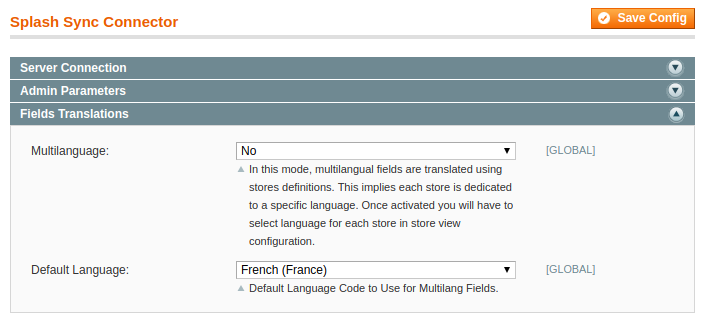 Splash Sync Connector
Save Config
Server Connection
Admin Parameters
Fields Translations
Multilanguage: No [GLOBAL]
In this mode, multilangual fields are translated using
stores definitions. This implies each store is dedicated
to a specific language. Once activated you will have to
select language for each store in store view
configuration.
Default Language: French (France) [GLOBAL]
Default Language Code to Use for Multilang Fields.